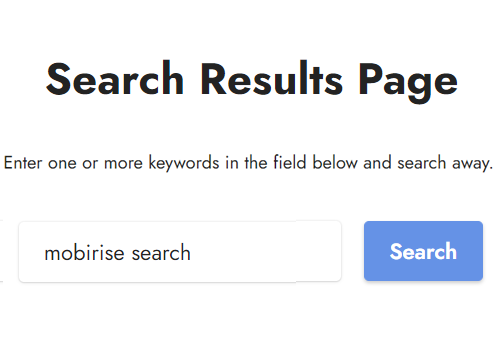 Search Results Page
Enter one or more keywords in the field below and search away.
mobirise search
Search